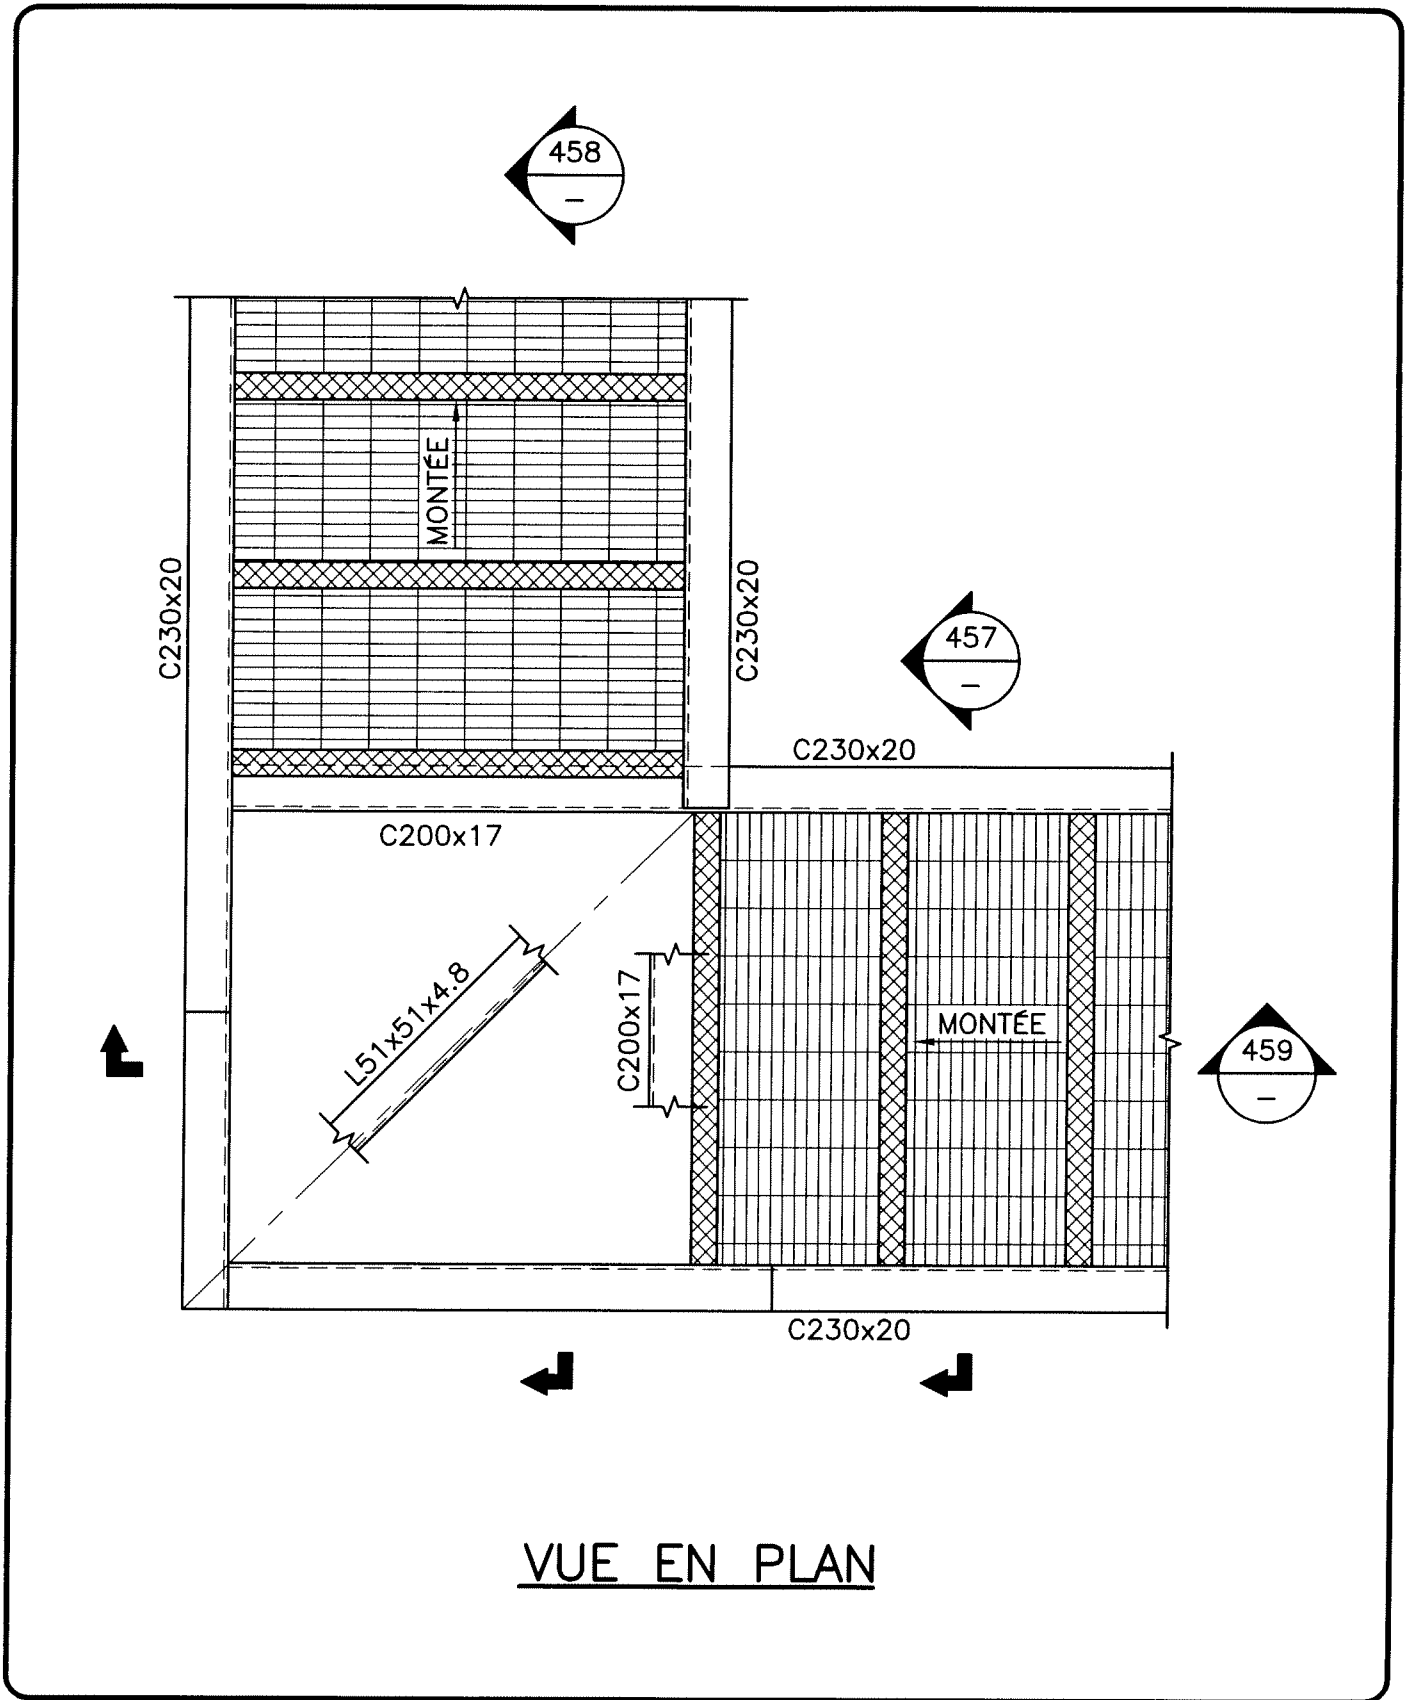 458
–
MONTÉE
C230x20
C230x20
457
–
C230x20
C200x17
L51x51x4.8
C200x17
MONTÉE
459
–
C230x20
VUE EN PLAN